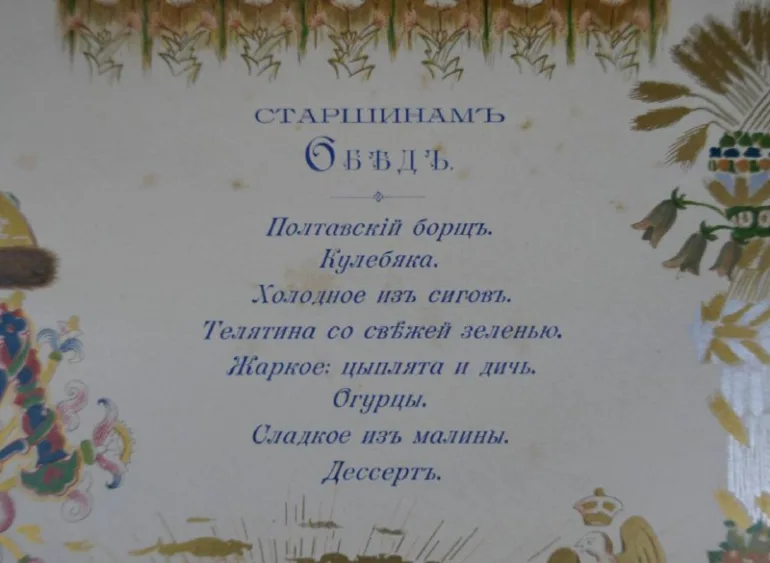 СТАРШИНАМЪ
ОБѢДЪ.
Полтавскій борщъ.
Кулебяка.
Холодное изъ сиговъ.
Телятина со свѣжей зеленью.
Жаркое: цыплята и дичь.
Огурцы.
Сладкое изъ малины.
Дессертъ.